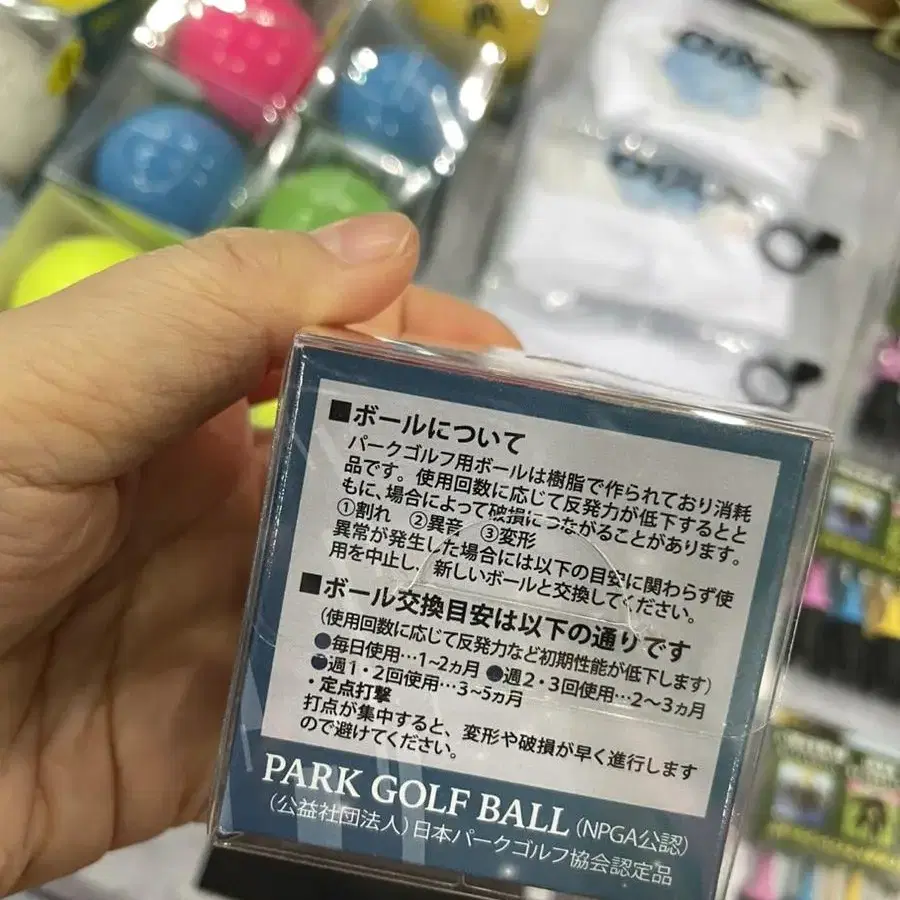 ■ボールについて
パークゴルフ用ボールは樹脂で作られており消耗
品です。使用回数に応じて反発力が低下するとと
もに、場合によって破損につながることがあります。
①割れ ②異音 ③変形
異常が発生した場合には以下の目安に関わらず使
用を中止し、新しいボールと交換してください。
■ボール交換目安は以下の通りです
(使用回数に応じて反発力など初期性能が低下します)
●毎日使用…1~2ヵ月 ●週2・3回使用…2~3ヵ月
●週1・2回使用…3~5ヵ月
・定点打撃
打点が集中すると、変形や破損が早く進行します
ので避けてください。
PARK GOLF BALL (NPGA公認)
(公益社団法人)日本パークゴルフ協会認定品